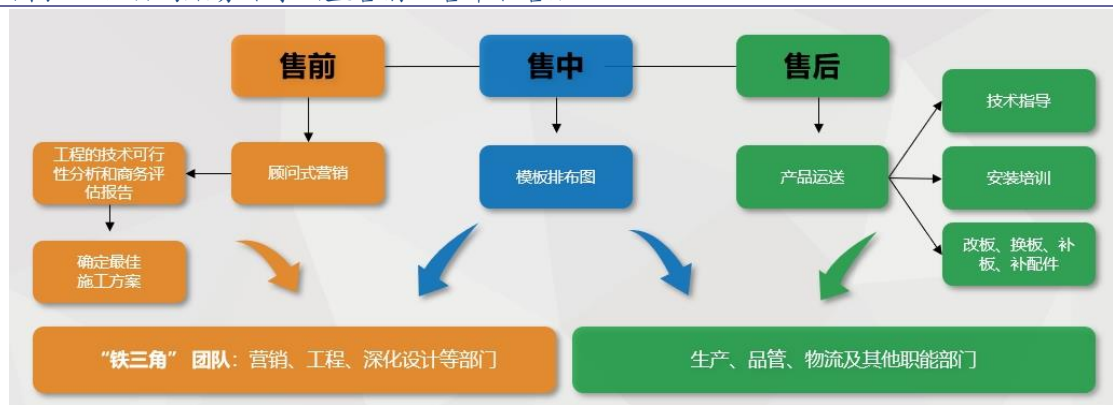 售前
售中
售后
技术指导
工程的技术可行
性分析和商务评
估报告
顾问式营销
模板排布图
产品运送
安装培训
确定最佳
施工方案
改板、换板、补
板、补配件
“铁三角” 团队：营销、工程、深化设计等部门
生产、品管、物流及其他职能部门